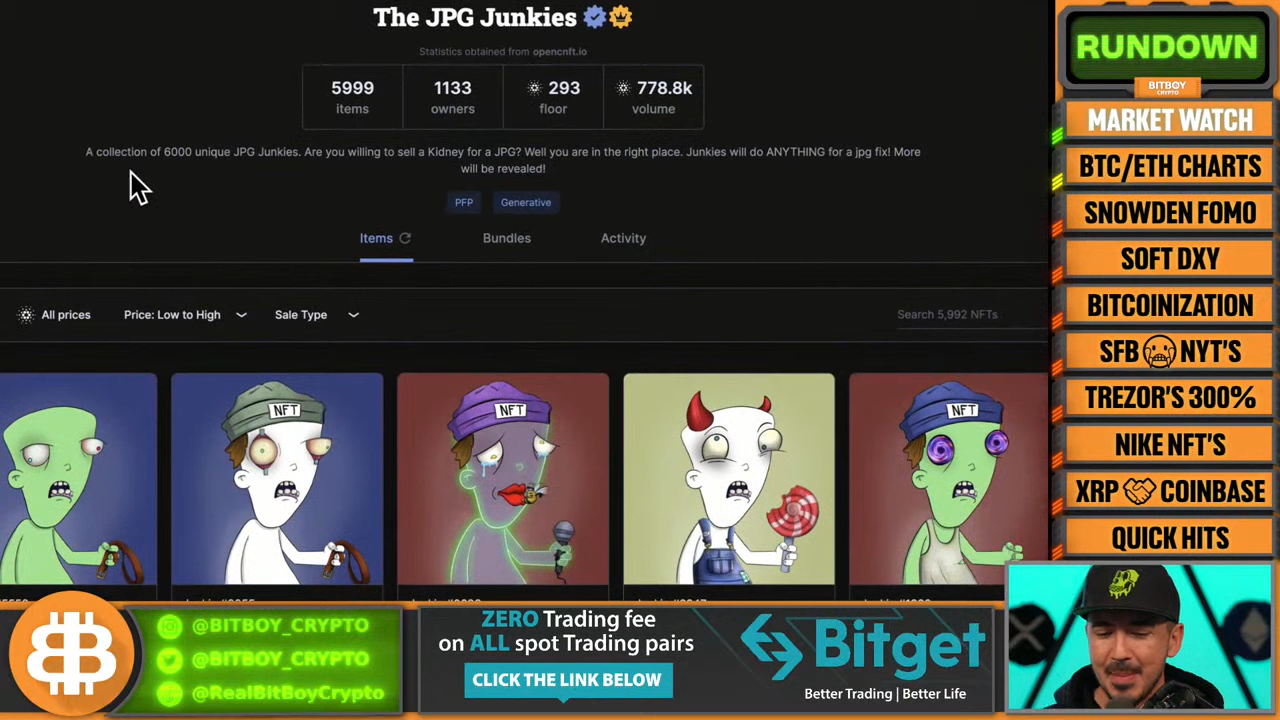 The JPG Junkies
Statistics obtained from opencnft.io
5999
items
1133
owners
293
floor
778.8k
volume
A collection of 6000 unique JPG Junkies. Are you willing to sell a Kidney for a JPG? Well you are in the right place. Junkies will do ANYTHING for a jpg fix! More
will be revealed!
PFP
Generative
Items
Bundles
Activity
All prices
Price: Low to High
Sale Type
Search 5,992 NFTs
NFT
NFT
NFT
RUNDOWN
BITBOY
CRYPTO
MARKET WATCH
BTC/ETH CHARTS
SNOWDEN FOMO
SOFT DXY
BITCOINIZATION
SFB NYT'S
TREZOR'S 300%
NIKE NFT'S
XRP COINBASE
QUICK HITS
@BITBOY_CRYPTO
@BITBOY_CRYPTO
@RealBitBoyCrypto
ZERO Trading fee
on ALL spot Trading pairs
CLICK THE LINK BELOW
Bitget
Better Trading | Better Life